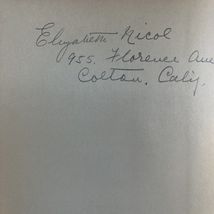 Elizabeth Nicol
955. Florence Ave
Colton, Calif.